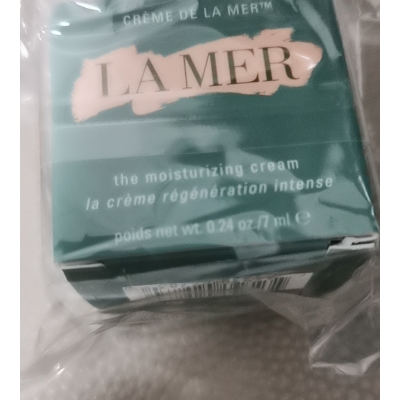 CRÈME DE LA MER™
LA MER
the moisturizing cream
la crème régénération intense
poids net wt. 0.24 oz/7 ml ℮